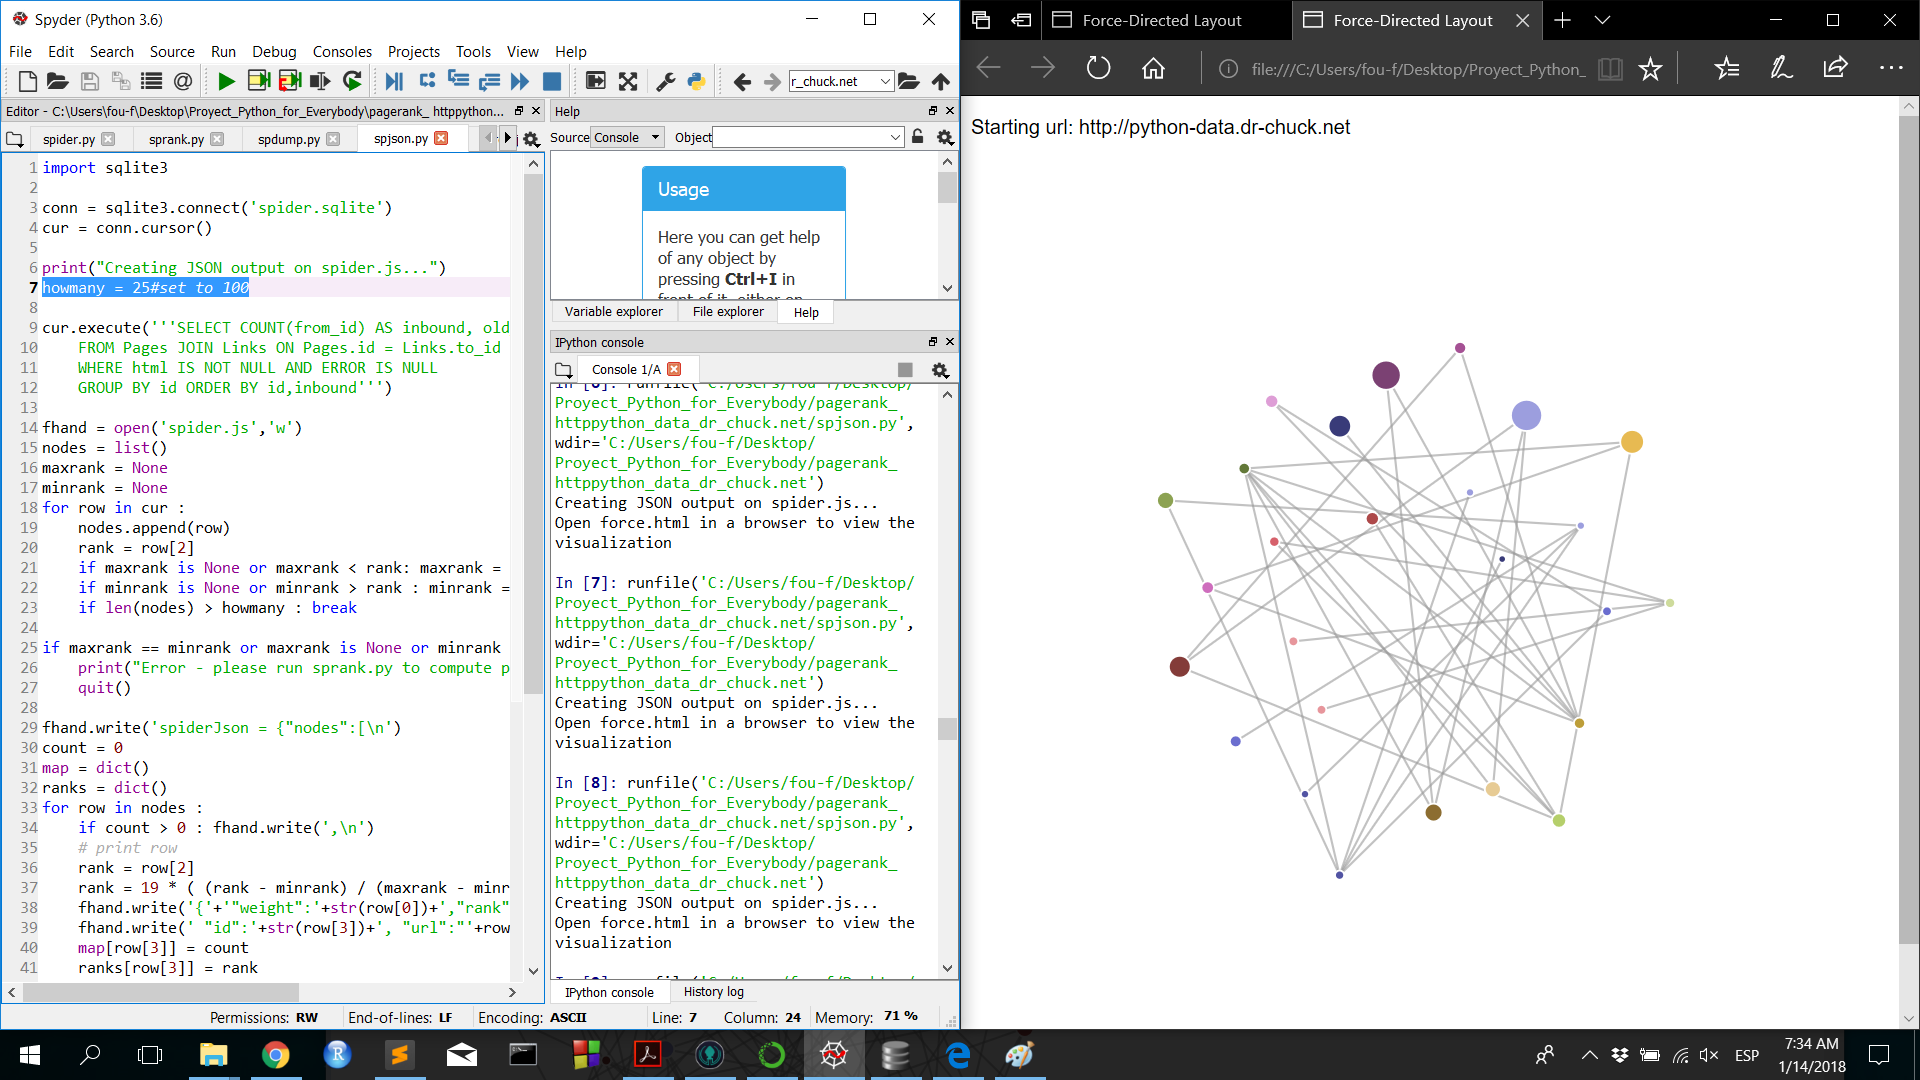 Spyder (Python 3.6)
File Edit Search Source Run Debug Consoles Projects Tools View Help
r_chuck.net
Editor - C:\Users\fou-f\Desktop\Proyect_Python_for_Everybody\pagerank_ httppython...
spider.py sprank.py spdump.py spjson.py
1 import sqlite3
2
3 conn = sqlite3.connect('spider.sqlite')
4 cur = conn.cursor()
5
6 print("Creating JSON output on spider.js...")
7 howmany = 25#set to 100
8
9 cur.execute('''SELECT COUNT(from_id) AS inbound, old
10     FROM Pages JOIN Links ON Pages.id = Links.to_id
11     WHERE html IS NOT NULL AND ERROR IS NULL
12     GROUP BY id ORDER BY id,inbound''')
13
14 fhand = open('spider.js','w')
15 nodes = list()
16 maxrank = None
17 minrank = None
18 for row in cur :
19     nodes.append(row)
20     rank = row[2]
21     if maxrank is None or maxrank < rank: maxrank =
22     if minrank is None or minrank > rank : minrank =
23     if len(nodes) > howmany : break
24
25 if maxrank == minrank or maxrank is None or minrank
26     print("Error - please run sprank.py to compute p
27     quit()
28
29 fhand.write('spiderJson = {"nodes":[\n')
30 count = 0
31 map = dict()
32 ranks = dict()
33 for row in nodes :
34     if count > 0 : fhand.write(',\n')
35     # print row
36     rank = row[2]
37     rank = 19 * ( (rank - minrank) / (maxrank - minr
38     fhand.write('{'+'"weight":'+str(row[0])+',"rank"
39     fhand.write(' "id":'+str(row[3])+', "url":"'+row
40     map[row[3]] = count
41     ranks[row[3]] = rank
Help
Source Console Object
Usage
Here you can get help
of any object by
pressing Ctrl+I in
Variable explorer File explorer Help
IPython console
Console 1/A
Proyect_Python_for_Everybody/pagerank_
httppython_data_dr_chuck.net/spjson.py',
wdir='C:/Users/fou-f/Desktop/
Proyect_Python_for_Everybody/pagerank_
httppython_data_dr_chuck.net')
Creating JSON output on spider.js...
Open force.html in a browser to view the
visualization
In [7]: runfile('C:/Users/fou-f/Desktop/
Proyect_Python_for_Everybody/pagerank_
httppython_data_dr_chuck.net/spjson.py',
wdir='C:/Users/fou-f/Desktop/
Proyect_Python_for_Everybody/pagerank_
httppython_data_dr_chuck.net')
Creating JSON output on spider.js...
Open force.html in a browser to view the
visualization
In [8]: runfile('C:/Users/fou-f/Desktop/
Proyect_Python_for_Everybody/pagerank_
httppython_data_dr_chuck.net/spjson.py',
wdir='C:/Users/fou-f/Desktop/
Proyect_Python_for_Everybody/pagerank_
httppython_data_dr_chuck.net')
Creating JSON output on spider.js...
Open force.html in a browser to view the
visualization
IPython console History log
Permissions: RW End-of-lines: LF Encoding: ASCII Line: 7 Column: 24 Memory: 71 %
Force-Directed Layout Force-Directed Layout
file:///C:/Users/fou-f/Desktop/Proyect_Python_
Starting url: http://python-data.dr-chuck.net
ESP
7:34 AM
1/14/2018